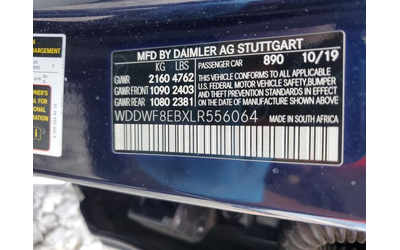 MFD BY DAIMLER AG STUTTGART
KG LBS PASSENGER CAR 890 10/19
GVWR 2160 4762 THIS VEHICLE CONFORMS TO ALL APPLICABLE
GAWR FRONT 1090 2403 U.S. FEDERAL MOTOR VEHICLE SAFETY, BUMPER
GAWR REAR 1080 2381 AND THEFT PREVENTION STANDARDS IN EFFECT
ON THE DATE OF MANUFACTURE SHOWN ABOVE.
WDDWF8EBXLR556064 MADE IN SOUTH AFRICA